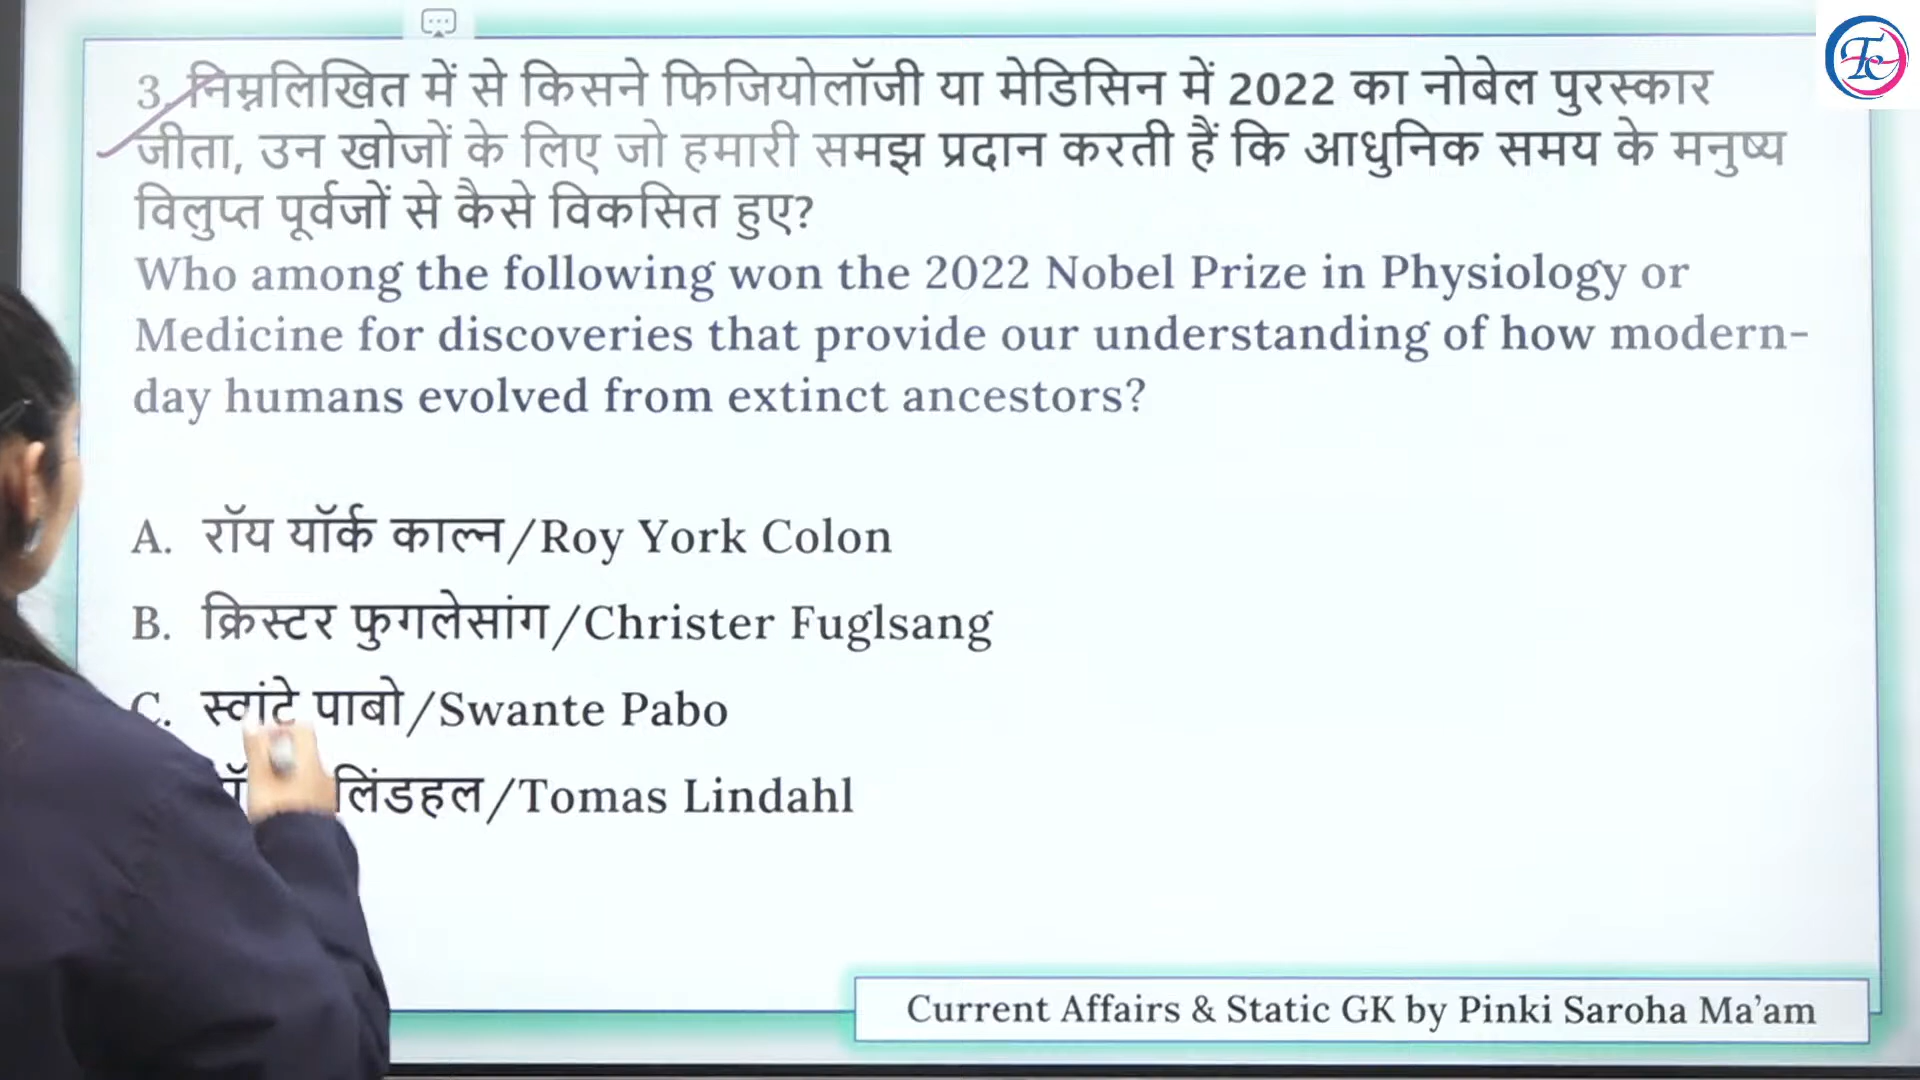 3. निम्नलिखित में से किसने फिजियोलॉजी या मेडिसिन में 2022 का नोबेल पुरस्कार
जीता, उन खोजों के लिए जो हमारी समझ प्रदान करती हैं कि आधुनिक समय के मनुष्य
विलुप्त पूर्वजों से कैसे विकसित हुए?
Who among the following won the 2022 Nobel Prize in Physiology or
Medicine for discoveries that provide our understanding of how modern-
day humans evolved from extinct ancestors?
A. रॉय यॉर्क काल्न/Roy York Colon
B. क्रिस्टर फुगलेसांग/Christer Fuglsang
C. स्वांटे पाबो/Swante Pabo
लिंडहल/Tomas Lindahl
Current Affairs & Static GK by Pinki Saroha Ma'am